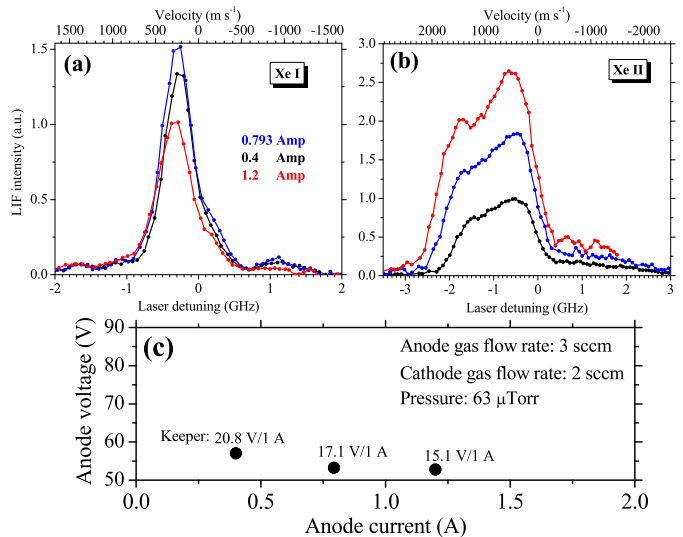 Velocity (m s⁻¹)
1500 1000 500 0 -500 -1000 -1500
(a)
Xe I
0.793 Amp
0.4 Amp
1.2 Amp
LIF intensity (a.u.)
1.5
1.0
0.5
0.0
-2 -1 0 1 2
Laser detuning (GHz)
Velocity (m s⁻¹)
2000 1000 0 -1000 -2000
(b)
Xe II
3.0
2.5
2.0
1.5
1.0
0.5
0.0
-3 -2 -1 0 1 2 3
Laser detuning (GHz)
(c)
Anode voltage (V)
90
80
70
60
50
Anode gas flow rate: 3 sccm
Cathode gas flow rate: 2 sccm
Pressure: 63 μTorr
Keeper: 20.8 V/1 A
17.1 V/1 A
15.1 V/1 A
0.0 0.5 1.0 1.5 2.0
Anode current (A)